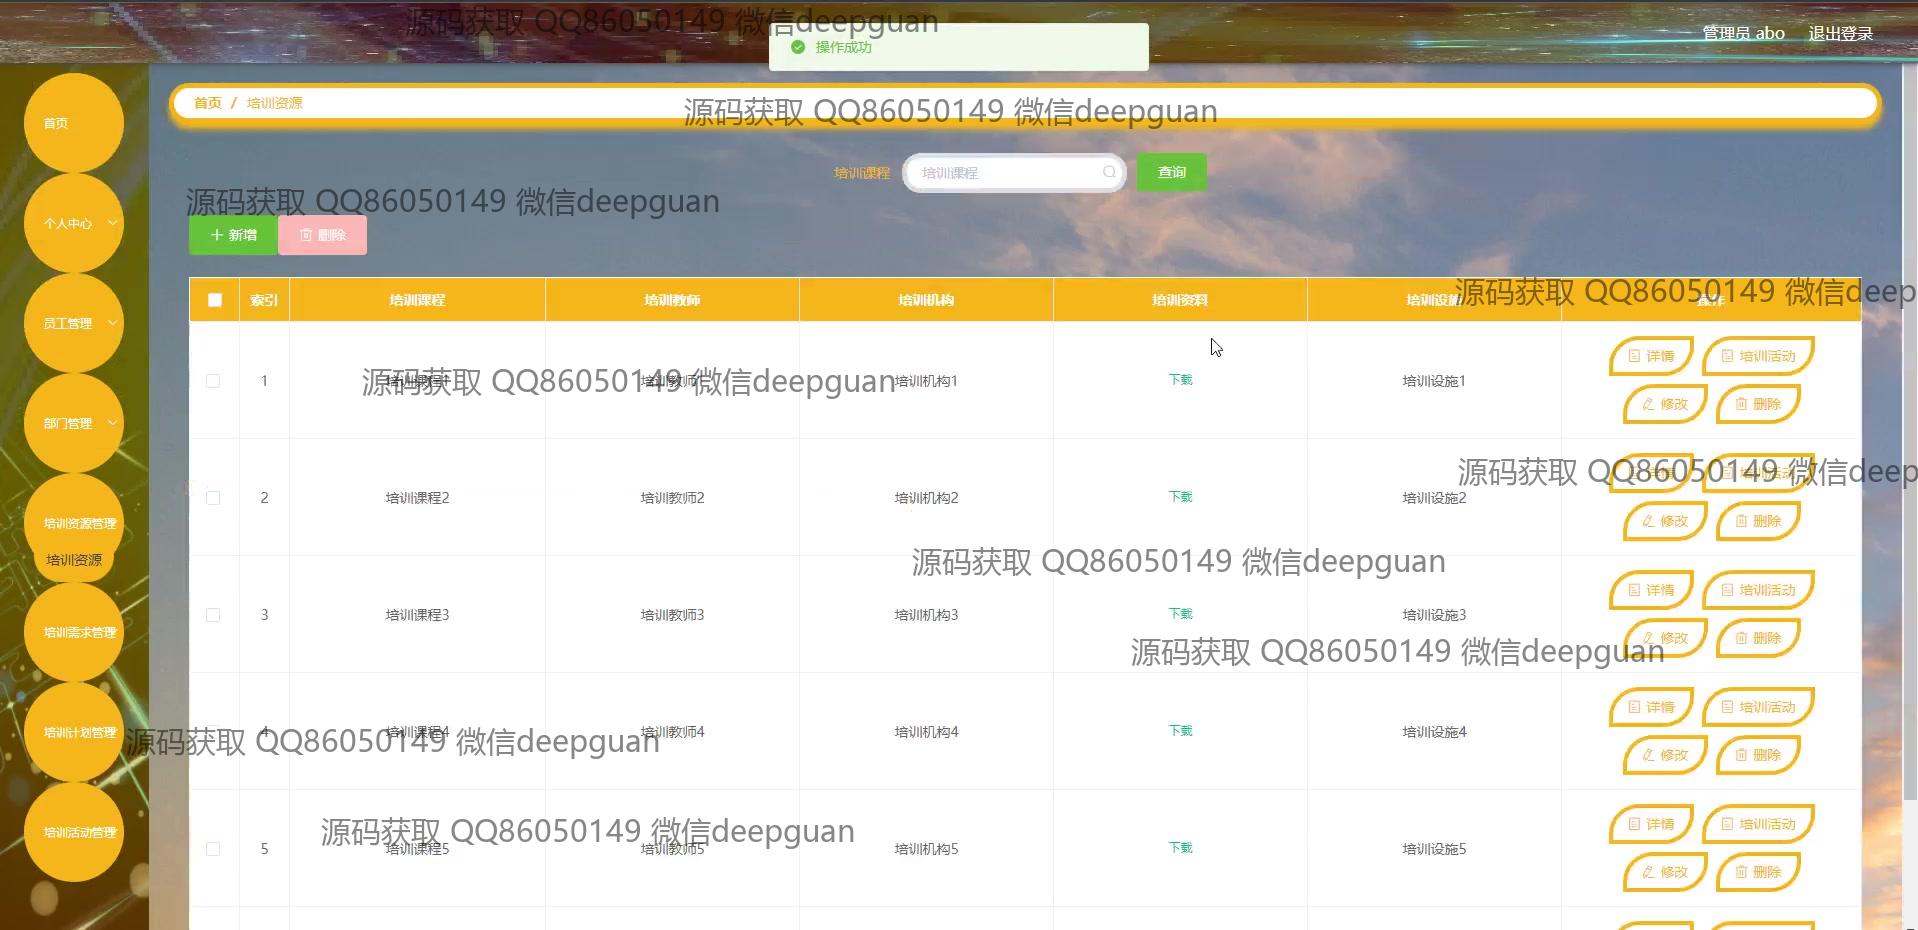 源码获取 QQ86050149 微信deepguan
操作成功
管理员 abo 退出登录
首页 / 培训资源
源码获取 QQ86050149 微信deepguan
培训课程 培训课程 查询
源码获取 QQ86050149 微信deepguan
新增 删除
首页
个人中心
员工管理
部门管理
培训资源管理
培训资源
培训需求管理
培训计划管理
培训活动管理
索引 培训课程 培训教师 培训机构 培训资料 培训设施 操作
源码获取 QQ86050149 微信deep
1 培训课程1 培训教师1 培训机构1 下载 培训设施1 详情 培训活动
修改 删除
源码获取 QQ86050149 微信deepguan
2 培训课程2 培训教师2 培训机构2 下载 培训设施2 详情 培训活动
修改 删除
源码获取 QQ86050149 微信deep
源码获取 QQ86050149 微信deepguan
3 培训课程3 培训教师3 培训机构3 下载 培训设施3 详情 培训活动
修改 删除
源码获取 QQ86050149 微信deepguan
4 培训课程4 培训教师4 培训机构4 下载 培训设施4 详情 培训活动
修改 删除
源码获取 QQ86050149 微信deepguan
5 培训课程5 培训教师5 培训机构5 下载 培训设施5 详情 培训活动
修改 删除
源码获取 QQ86050149 微信deepguan